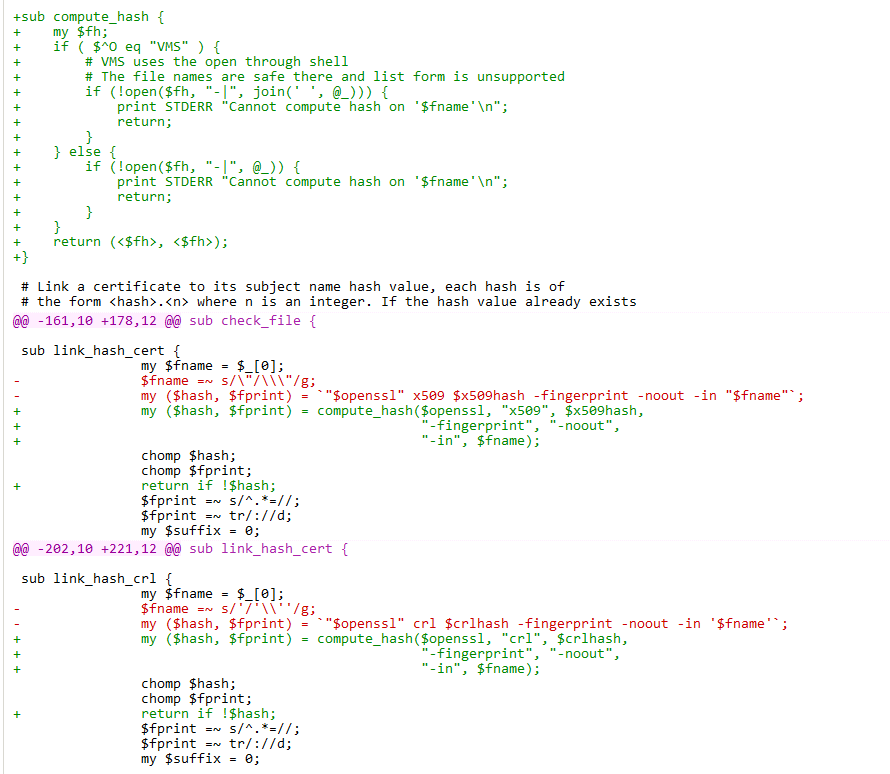 +sub compute_hash {
+    my $fh;
+    if ( $^O eq "VMS" ) {
+        # VMS uses the open through shell
+        # The file names are safe there and list form is unsupported
+        if (!open($fh, "-|", join(' ', @_))) {
+            print STDERR "Cannot compute hash on '$fname'\n";
+            return;
+        }
+    } else {
+        if (!open($fh, "-|", @_)) {
+            print STDERR "Cannot compute hash on '$fname'\n";
+            return;
+        }
+    }
+    return (<$fh>, <$fh>);
+}
 # Link a certificate to its subject name hash value, each hash is of
 # the form <hash>.<n> where n is an integer. If the hash value already exists
@@ -161,10 +178,12 @@ sub check_file {
 sub link_hash_cert {
                my $fname = $_[0];
-               $fname =~ s/\"/\\\"/g;
-               my ($hash, $fprint) = `"$openssl" x509 $x509hash -fingerprint -noout -in "$fname"`;
+               my ($hash, $fprint) = compute_hash($openssl, "x509", $x509hash,
+                                                  "-fingerprint", "-noout",
+                                                  "-in", $fname);
                chomp $hash;
                chomp $fprint;
+               return if !$hash;
                $fprint =~ s/^.*=//;
                $fprint =~ tr/://d;
                my $suffix = 0;
@@ -202,10 +221,12 @@ sub link_hash_cert {
 sub link_hash_crl {
                my $fname = $_[0];
-               $fname =~ s/'/'\\''/g;
-               my ($hash, $fprint) = `"$openssl" crl $crlhash -fingerprint -noout -in '$fname'`;
+               my ($hash, $fprint) = compute_hash($openssl, "crl", $crlhash,
+                                                  "-fingerprint", "-noout",
+                                                  "-in", $fname);
                chomp $hash;
                chomp $fprint;
+               return if !$hash;
                $fprint =~ s/^.*=//;
                $fprint =~ tr/://d;
                my $suffix = 0;